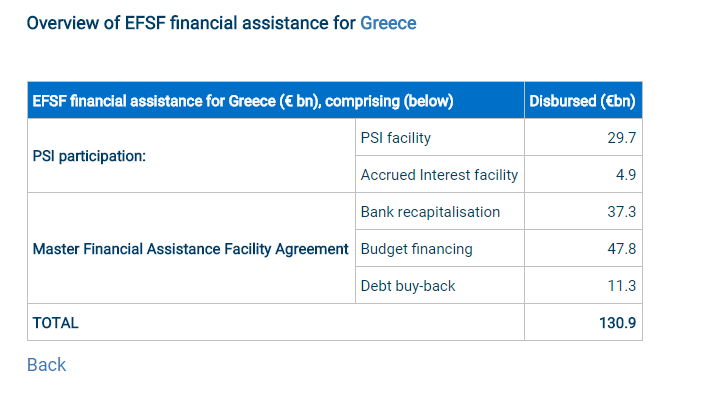 Overview of EFSF financial assistance for Greece
EFSF financial assistance for Greece (€ bn), comprising (below) Disbursed (€bn)
PSI participation:
PSI facility 29.7
Accrued Interest facility 4.9
Master Financial Assistance Facility Agreement
Bank recapitalisation 37.3
Budget financing 47.8
Debt buy-back 11.3
TOTAL 130.9
Back